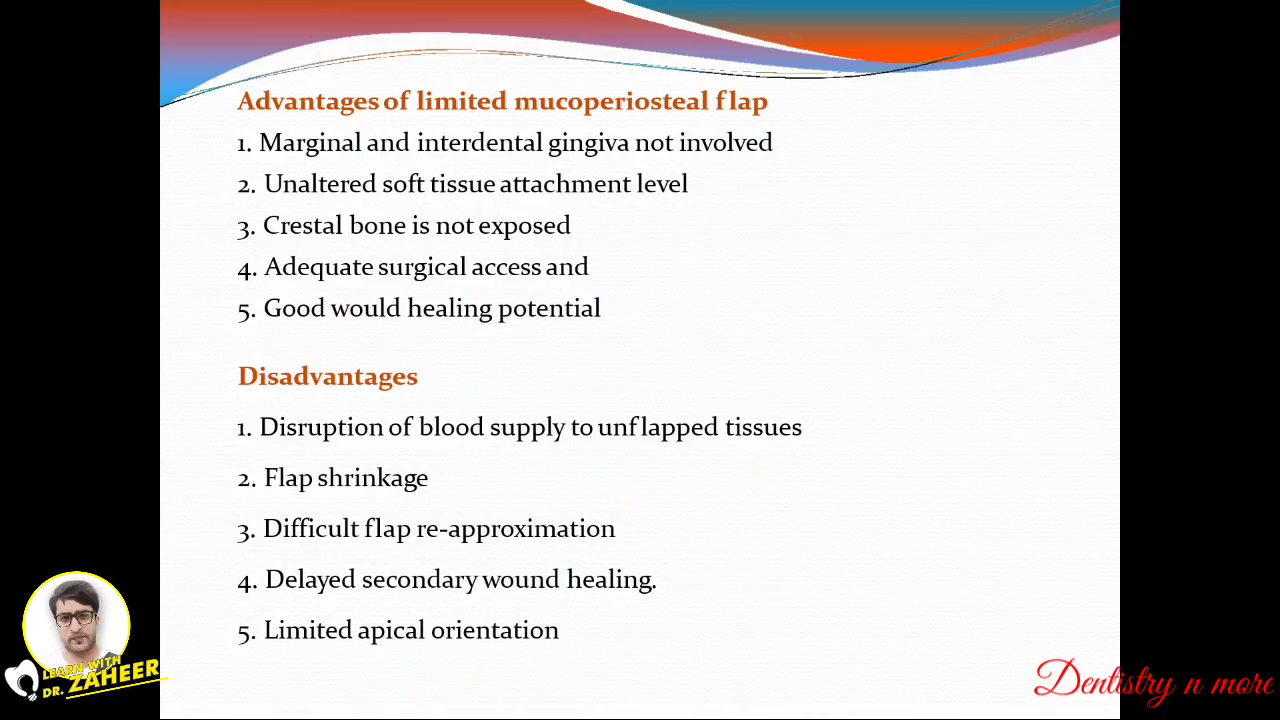 Advantages of limited mucoperiosteal flap
1. Marginal and interdental gingiva not involved
2. Unaltered soft tissue attachment level
3. Crestal bone is not exposed
4. Adequate surgical access and
5. Good would healing potential
Disadvantages
1. Disruption of blood supply to unflapped tissues
2. Flap shrinkage
3. Difficult flap re-approximation
4. Delayed secondary wound healing.
5. Limited apical orientation
LEARN WITH
DR. ZAHEER
Dentistry n more